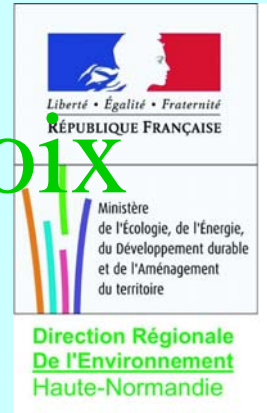 Liberté • Égalité • Fraternité
RÉPUBLIQUE FRANÇAISE
oix
Ministère
de l'Écologie, de l'Énergie,
du Développement durable
et de l'Aménagement
du territoire
Direction Régionale
De l'Environnement
Haute-Normandie